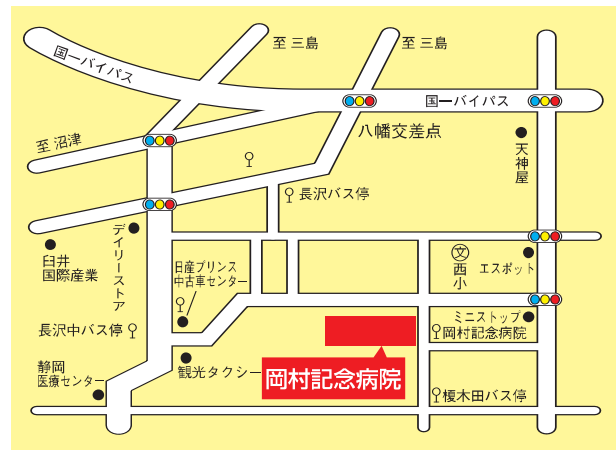 至 三島
至 三島
国一バイパス
国一バイパス
八幡交差点
至 沼津
天神屋
長沢バス停
デイリーストア
臼井
国際産業
日産プリンス
中古車センター
文
西小
エスポット
ミニストップ
岡村記念病院
長沢中バス停
静岡
医療センター
観光タクシー
岡村記念病院
榎木田バス停